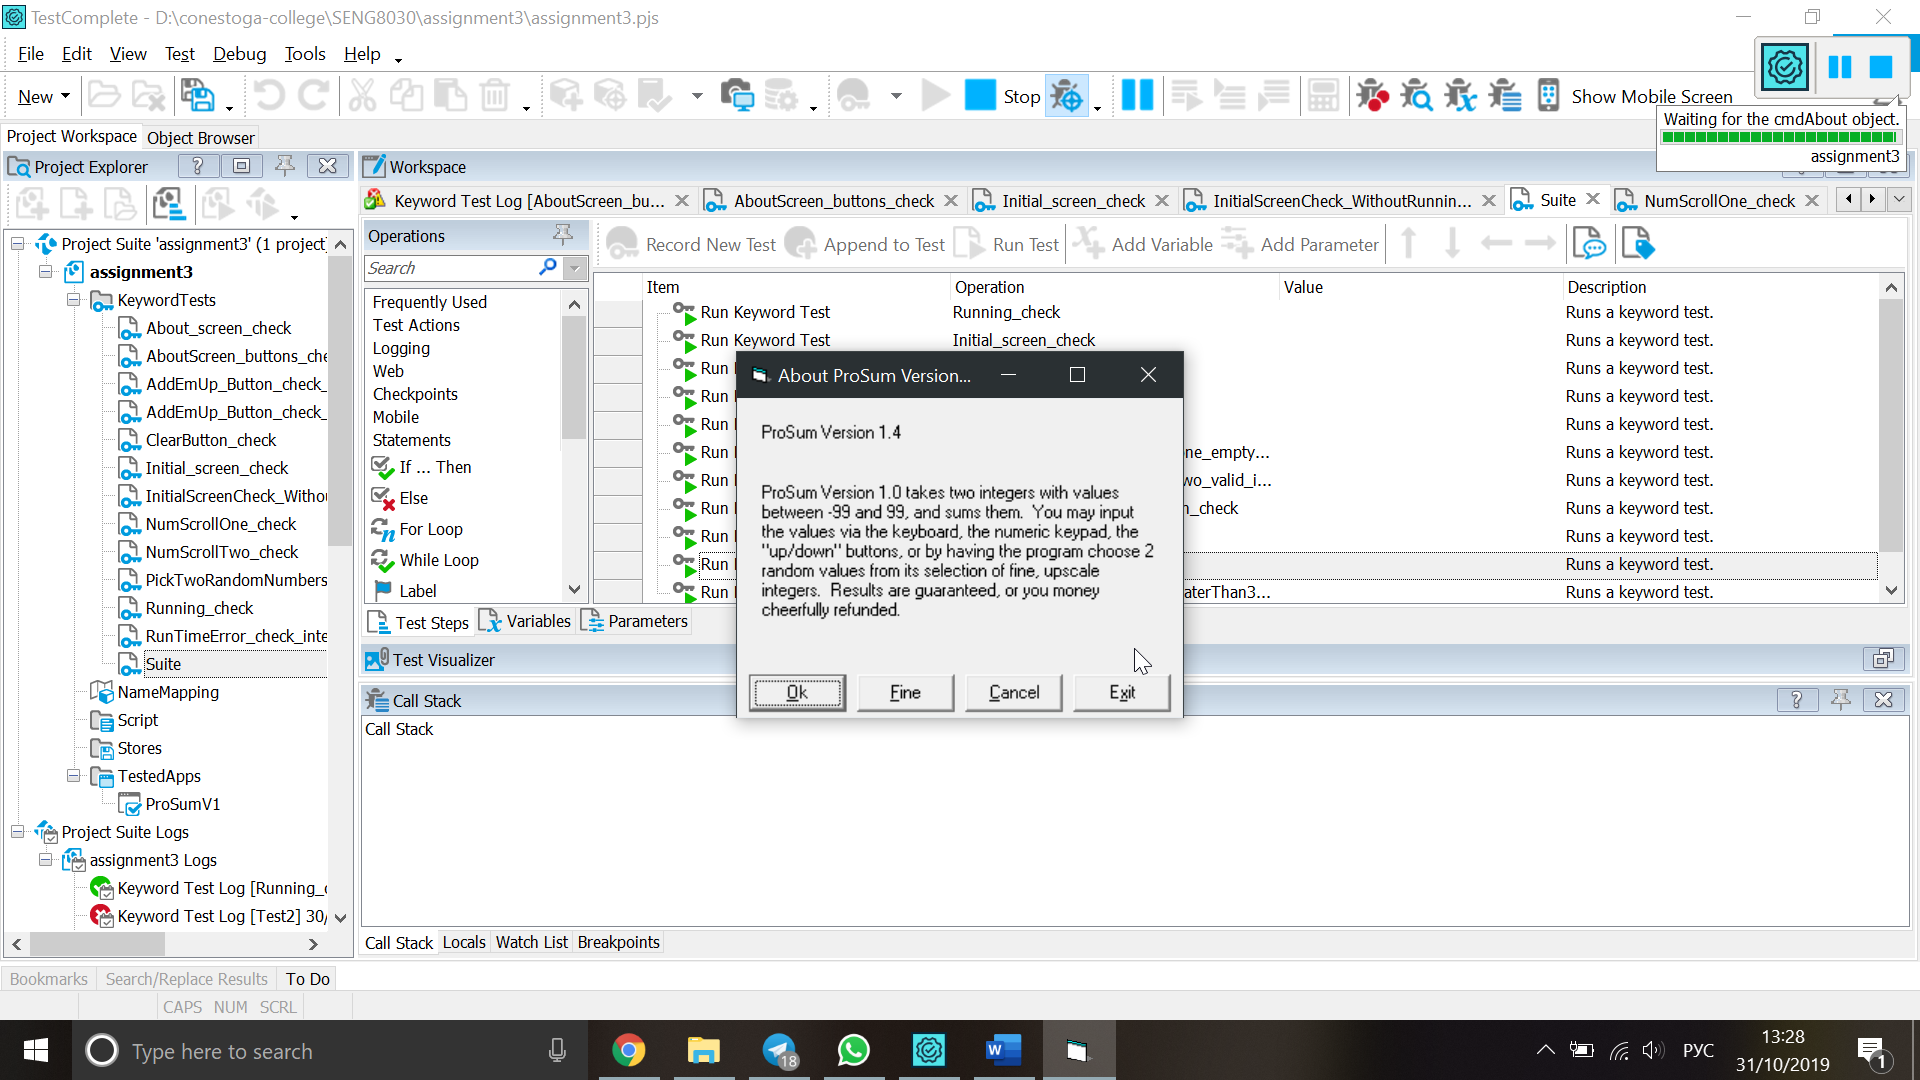 TestComplete - D:\conestoga-college\SENG8030\assignment3\assignment3.pjs
File Edit View Test Debug Tools Help
New Stop Show Mobile Screen
Waiting for the cmdAbout object.
assignment3
Project Workspace Object Browser
Project Explorer
Workspace
Keyword Test Log [AboutScreen_bu... AboutScreen_buttons_check Initial_screen_check InitialScreenCheck_WithoutRunnin... Suite NumScrollOne_check
Operations
Search
Record New Test Append to Test Run Test Add Variable Add Parameter
Project Suite 'assignment3' (1 project
assignment3
KeywordTests
About_screen_check
AboutScreen_buttons_che
AddEmUp_Button_check_
AddEmUp_Button_check_
ClearButton_check
Initial_screen_check
InitialScreenCheck_Witho
NumScrollOne_check
NumScrollTwo_check
PickTwoRandomNumbers
Running_check
RunTimeError_check_inte
Suite
NameMapping
Script
Stores
TestedApps
ProSumV1
Project Suite Logs
assignment3 Logs
Keyword Test Log [Running_
Keyword Test Log [Test2] 30/
Frequently Used
Test Actions
Logging
Web
Checkpoints
Mobile
Statements
If ... Then
Else
For Loop
While Loop
Label
Item Operation Value Description
Run Keyword Test Running_check Runs a keyword test.
Run Keyword Test Initial_screen_check Runs a keyword test.
Run Runs a keyword test.
Run Runs a keyword test.
Run Runs a keyword test.
Run ne_empty... Runs a keyword test.
Run wo_valid_i... Runs a keyword test.
Run _check Runs a keyword test.
Run Runs a keyword test.
Run Runs a keyword test.
Run aterThan3... Runs a keyword test.
Test Steps Variables Parameters
About ProSum Version...
ProSum Version 1.4
ProSum Version 1.0 takes two integers with values
between -99 and 99, and sums them. You may input
the values via the keyboard, the numeric keypad, the
"up/down" buttons, or by having the program choose 2
random values from its selection of fine, upscale
integers. Results are guaranteed, or you money
cheerfully refunded.
Ok Fine Cancel Exit
Test Visualizer
Call Stack
Call Stack
Call Stack Locals Watch List Breakpoints
Bookmarks Search/Replace Results To Do
CAPS NUM SCRL
Type here to search
18
W
РУС
13:28
31/10/2019
1